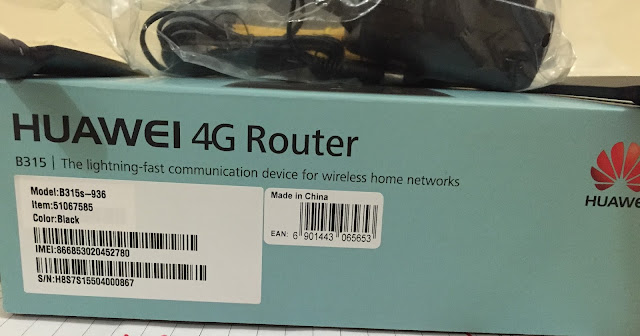 HUAWEI 4G Router
B315 | The lightning-fast communication device for wireless home networks
Model:B315s-936
Item:51067585
Color:Black
IMEI:866853020452780
S/N:H8S7S15504000867
Made in China
EAN: 6 901443 065653
HUAWE